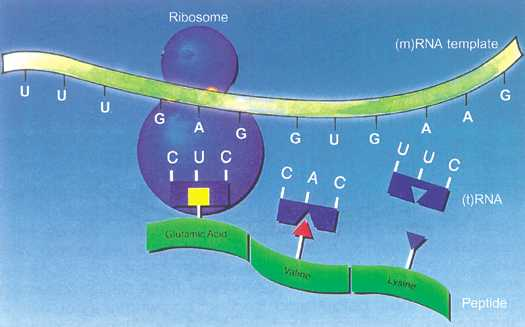 Ribosome
(m)RNA template
U U U G A G G U G A A G
C U C
C A C
U U C
(t)RNA
Glutamic Acid
Valine
Lysine
Peptide